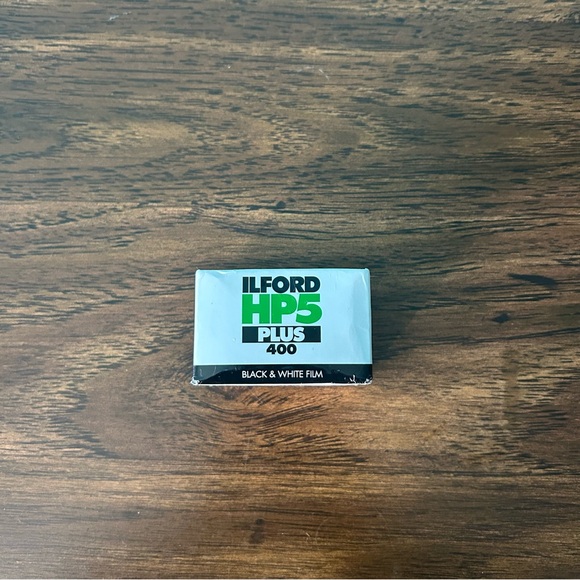 ILFORD
HP5
PLUS
400
BLACK & WHITE FILM